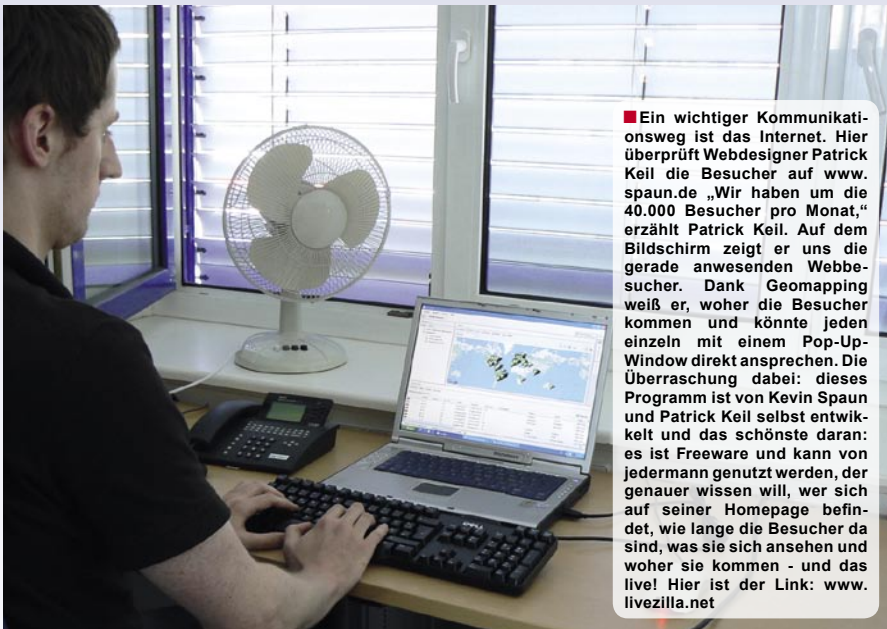 Ein wichtiger Kommunikati-
onsweg ist das Internet. Hier
überprüft Webdesigner Patrick
Keil die Besucher auf www.
spaun.de „Wir haben um die
40.000 Besucher pro Monat,“
erzählt Patrick Keil. Auf dem
Bildschirm zeigt er uns die
gerade anwesenden Webbe-
sucher. Dank Geomapping
weiß er, woher die Besucher
kommen und könnte jeden
einzeln mit einem Pop-Up-
Window direkt ansprechen. Die
Überraschung dabei: dieses
Programm ist von Kevin Spaun
und Patrick Keil selbst entwik-
kelt und das schönste daran:
es ist Freeware und kann von
jedermann genutzt werden, der
genauer wissen will, wer sich
auf seiner Homepage befin-
det, wie lange die Besucher da
sind, was sie sich ansehen und
woher sie kommen - und das
live! Hier ist der Link: www.
livezilla.net